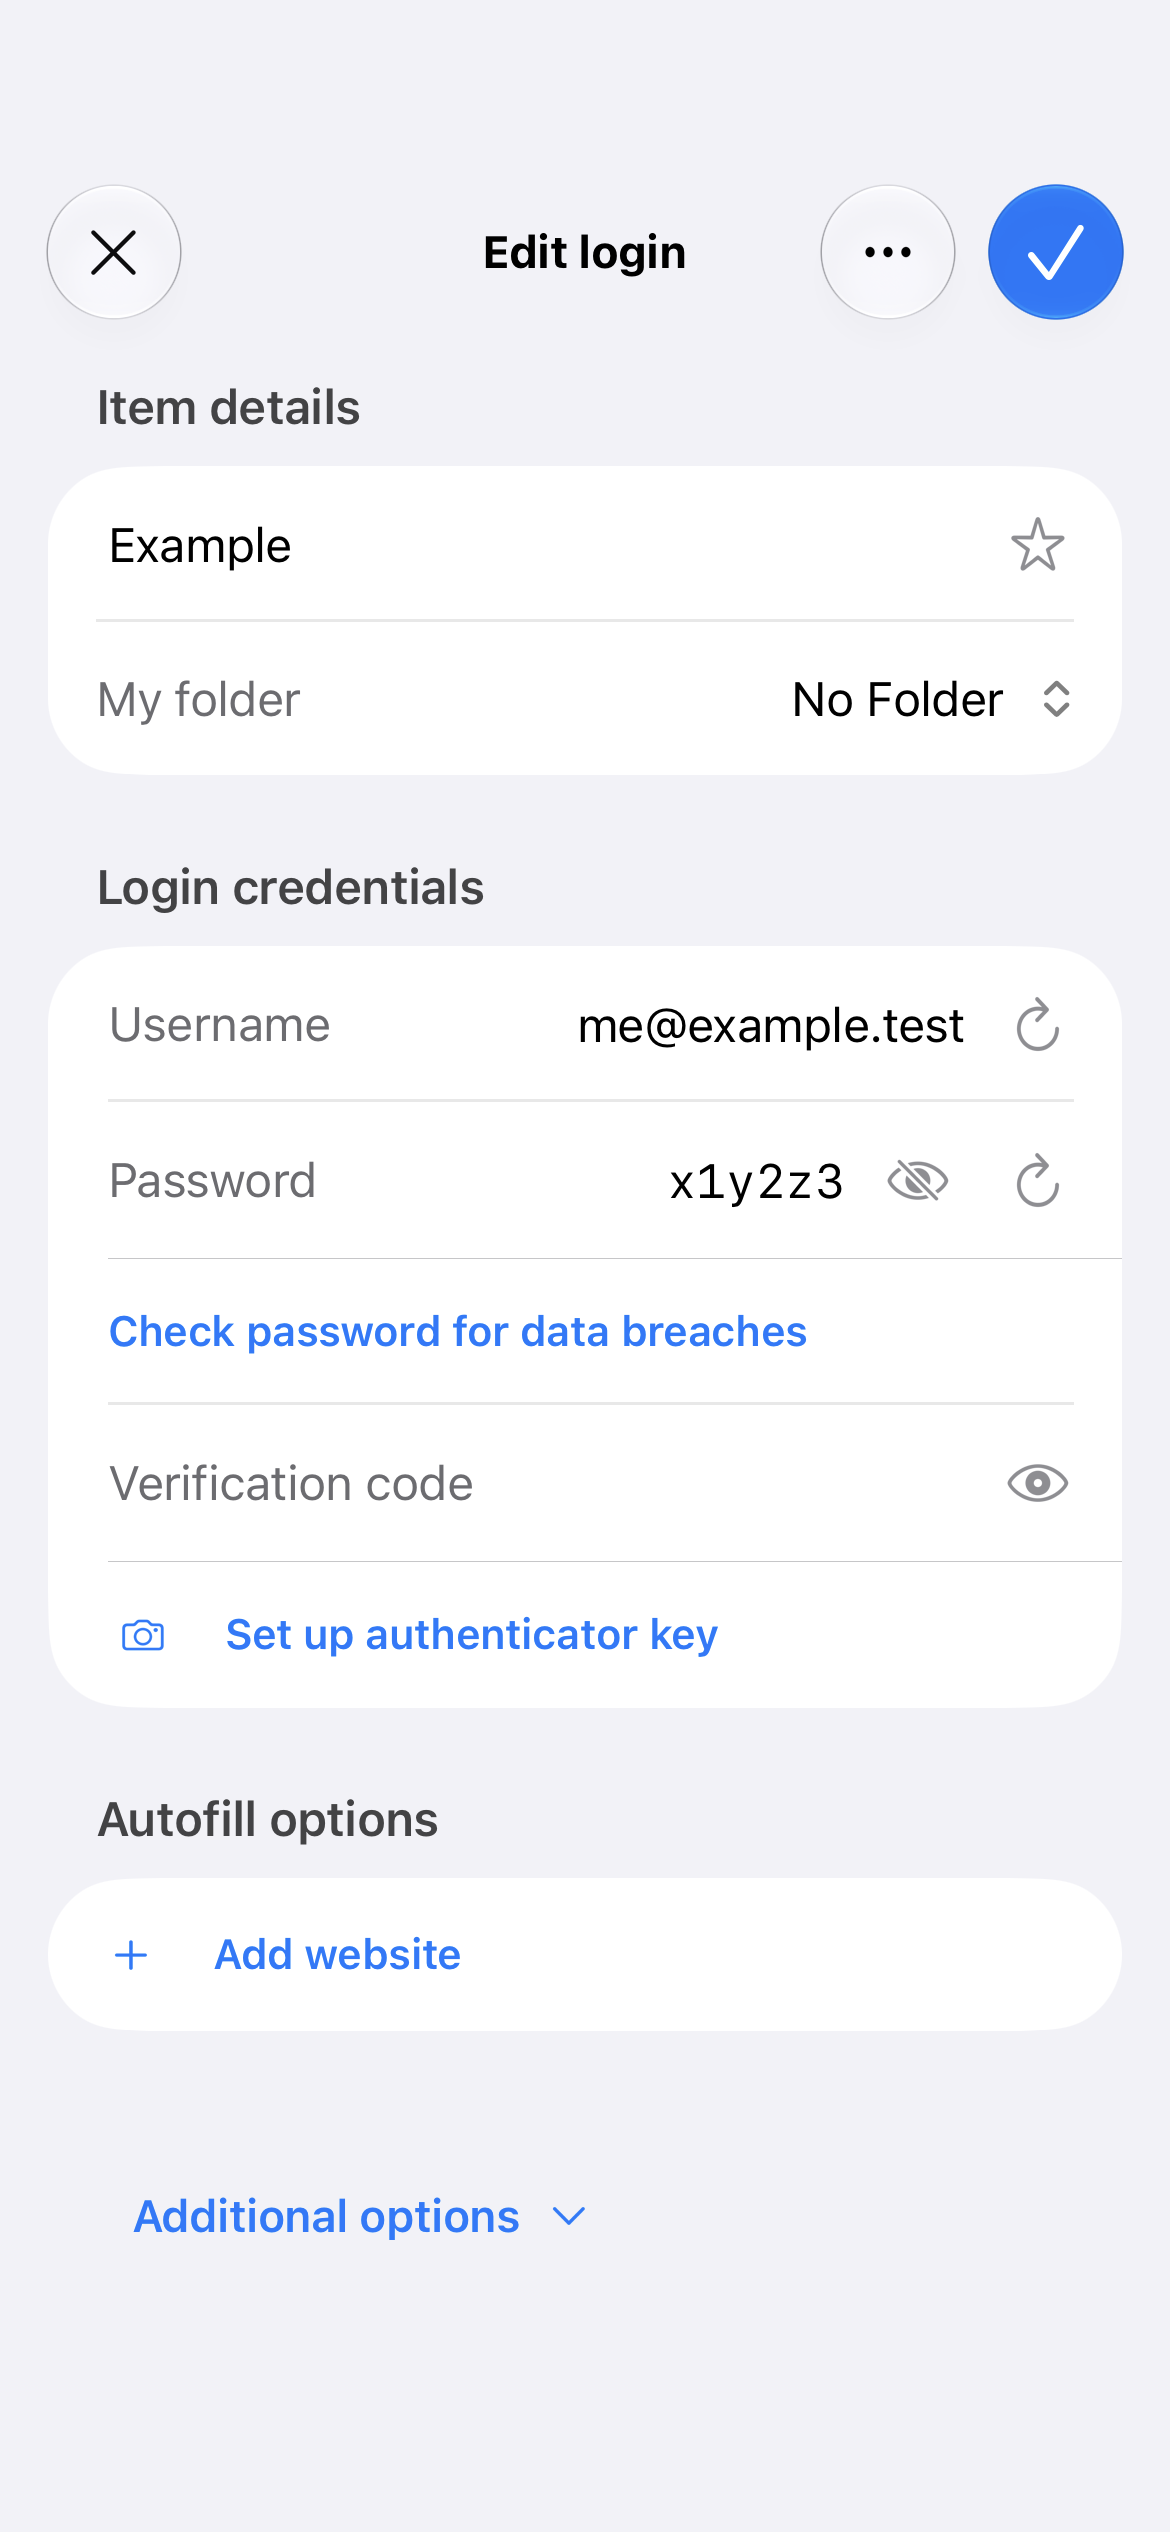 Edit login
Item details
Example
My folder No Folder
Login credentials
Username me@example.test
Password x1y2z3
Check password for data breaches
Verification code
Set up authenticator key
Autofill options
Add website
Additional options